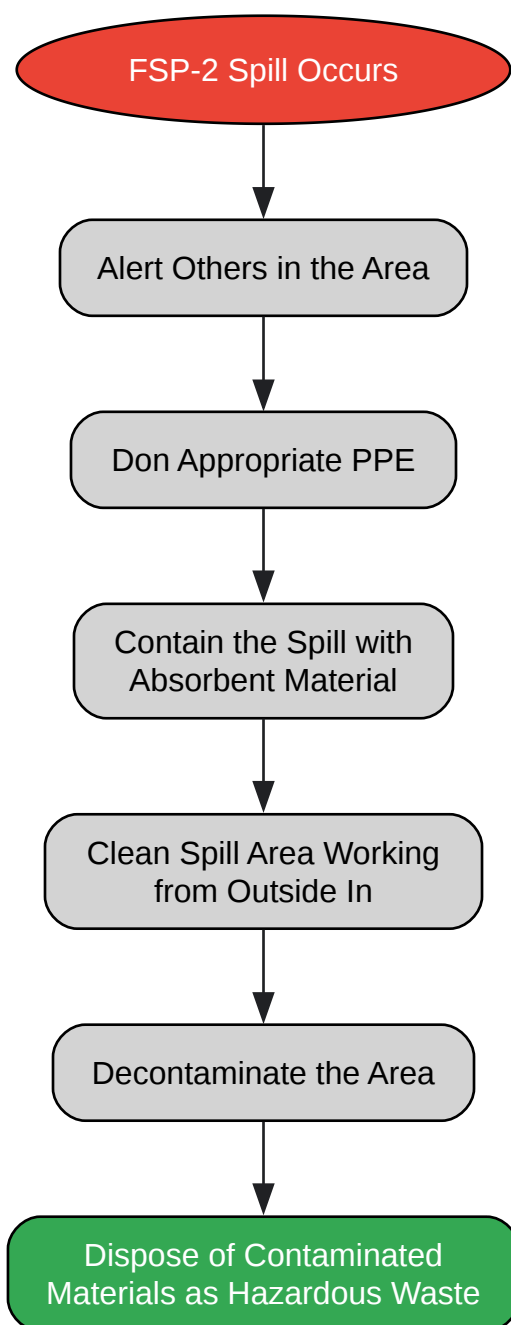 FSP-2 Spill Occurs
Alert Others in the Area
Don Appropriate PPE
Contain the Spill with
Absorbent Material
Clean Spill Area Working
from Outside In
Decontaminate the Area
Dispose of Contaminated
Materials as Hazardous Waste